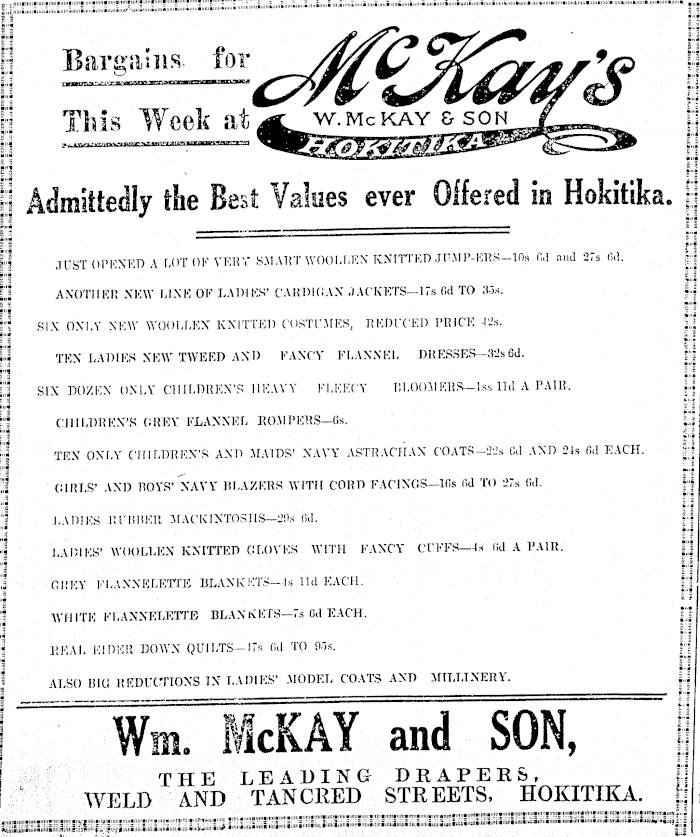 Bargains for
This Week at
McKay's
W. McKAY & SON
HOKITIKA
Admittedly the Best Values ever Offered in Hokitika.
JUST OPENED A LOT OF VERY SMART WOOLLEN KNITTED JUMP-ERS—10s 6d and 27s 6d.
ANOTHER NEW LINE OF LADIES' CARDIGAN JACKETS—17s 6d TO 35s.
SIX ONLY NEW WOOLLEN KNITTED COSTUMES, REDUCED PRICE 42s.
TEN LADIES NEW TWEED AND FANCY FLANNEL DRESSES—32s 6d.
SIX DOZEN ONLY CHILDREN'S HEAVY FLEECY BLOOMERS—1ss 11d A PAIR.
CHILDREN'S GREY FLANNEL ROMPERS—6s.
TEN ONLY CHILDREN'S AND MAIDS' NAVY ASTRACHAN COATS—22s 6d AND 24s 6d EACH.
GIRLS' AND BOYS' NAVY BLAZERS WITH CORD FACINGS—16s 6d TO 27s 6d.
LADIES RUBBER MACKINTOSHS—29s 6d.
LADIES' WOOLLEN KNITTED GLOVES WITH FANCY CUFFS—4s 6d A PAIR.
GREY FLANNELETTE BLANKETS—4s 11d EACH.
WHITE FLANNELETTE BLANKETS—7s 6d EACH.
REAL EIDER DOWN QUILTS—47s 6d TO 95s.
ALSO BIG REDUCTIONS IN LADIES' MODEL COATS AND MILLINERY.
Wm. McKAY and SON,
THE LEADING DRAPERS,
WELD AND TANCRED STREETS, HOKITIKA.